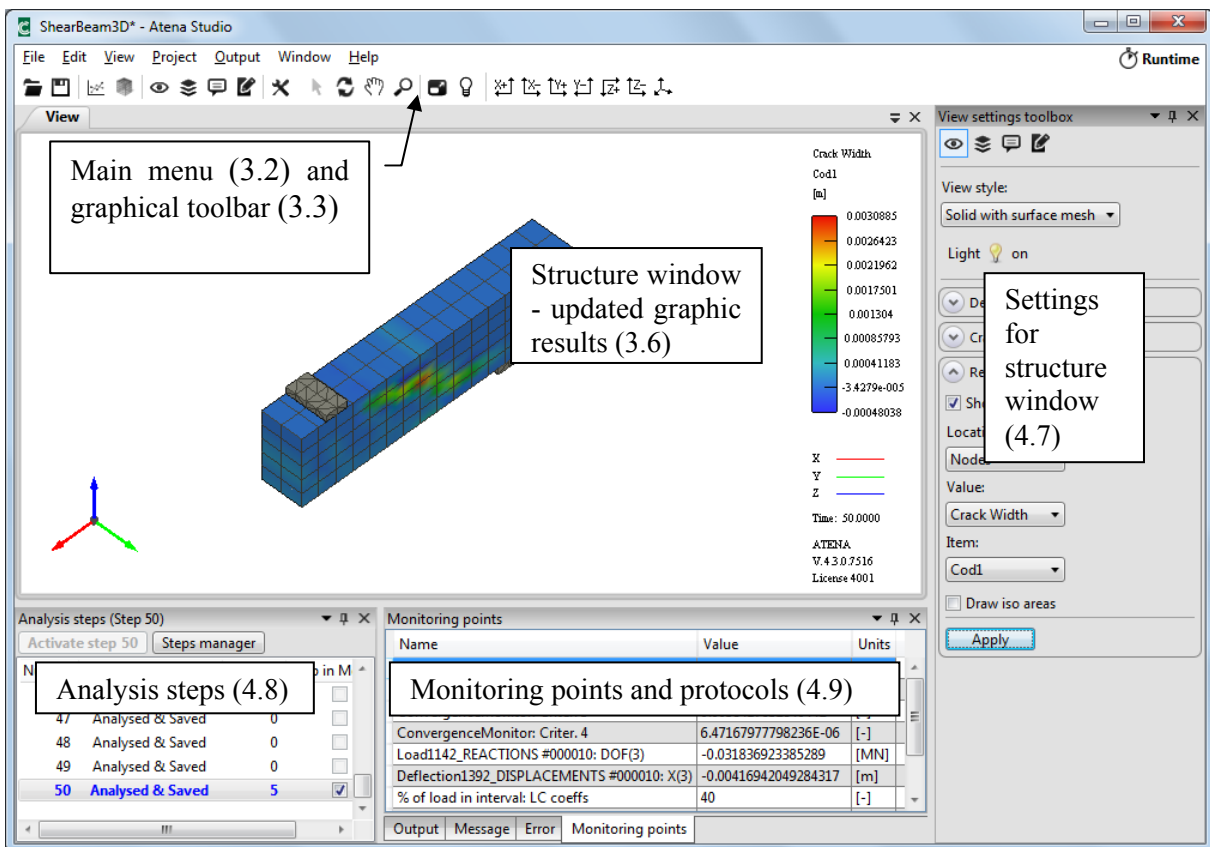 ShearBeam3D* - Atena Studio
File Edit View Project Output Window Help
Runtime
View
View settings toolbox
Main menu (3.2) and
graphical toolbar (3.3)
Crack Width
Cod1
[m]
0.0030885
0.0026423
0.0021962
0.0017501
0.001304
0.00085793
0.00041183
-3.4279e-005
-0.00048038
X
Y
Z
Time: 50.0000
ATENA
V.4.3.0.7516
License 4001
Structure window
- updated graphic
results (3.6)
View style:
Solid with surface mesh
Light on
Settings
for
structure
window
(4.7)
Value:
Crack Width
Item:
Cod1
Draw iso areas
Apply
Analysis steps (Step 50)
Activate step 50 Steps manager
Analysis steps (4.8)
47 Analysed & Saved 0
48 Analysed & Saved 0
49 Analysed & Saved 0
50 Analysed & Saved 5
Monitoring points
Name Value Units
Monitoring points and protocols (4.9)
ConvergenceMonitor: Criter. 4 6.47167977798236E-06 [-]
Load1142_REACTIONS #000010: DOF(3) -0.031836923385289 [MN]
Deflection1392_DISPLACEMENTS #000010: X(3) -0.00416942049284317 [m]
% of load in interval: LC coeffs 40 [-]
Output Message Error Monitoring points